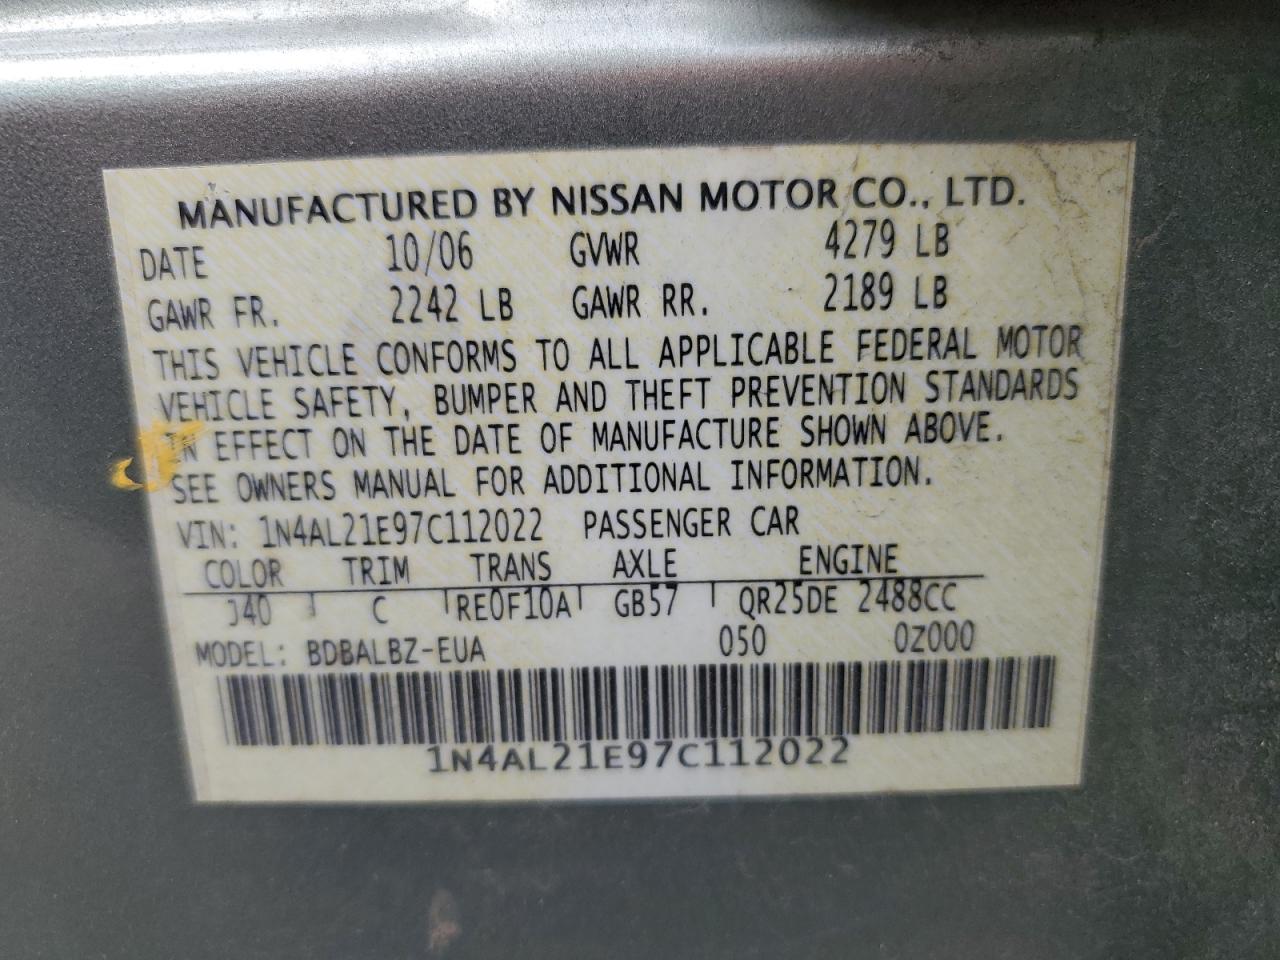 MANUFACTURED BY NISSAN MOTOR CO., LTD.
DATE 10/06 GVWR 4279 LB
GAWR FR. 2242 LB GAWR RR. 2189 LB
THIS VEHICLE CONFORMS TO ALL APPLICABLE FEDERAL MOTOR
VEHICLE SAFETY, BUMPER AND THEFT PREVENTION STANDARDS
IN EFFECT ON THE DATE OF MANUFACTURE SHOWN ABOVE.
SEE OWNERS MANUAL FOR ADDITIONAL INFORMATION.
VIN: 1N4AL21E97C112022 PASSENGER CAR
COLOR TRIM TRANS AXLE ENGINE
J40 C RE0F10A GB57 QR25DE 2488CC
MODEL: BDBALBZ-EUA 050 0Z000
1N4AL21E97C112022